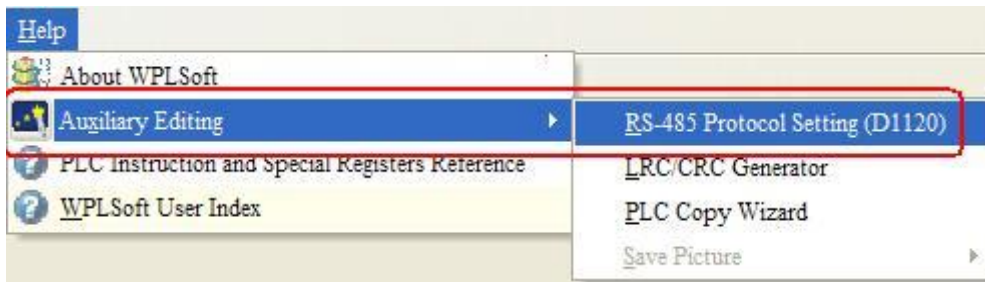 Help
About WPLSoft
Auxiliary Editing
RS-485 Protocol Setting (D1120)
PLC Instruction and Special Registers Reference
LRC/CRC Generator
WPLSoft User Index
PLC Copy Wizard
Save Picture